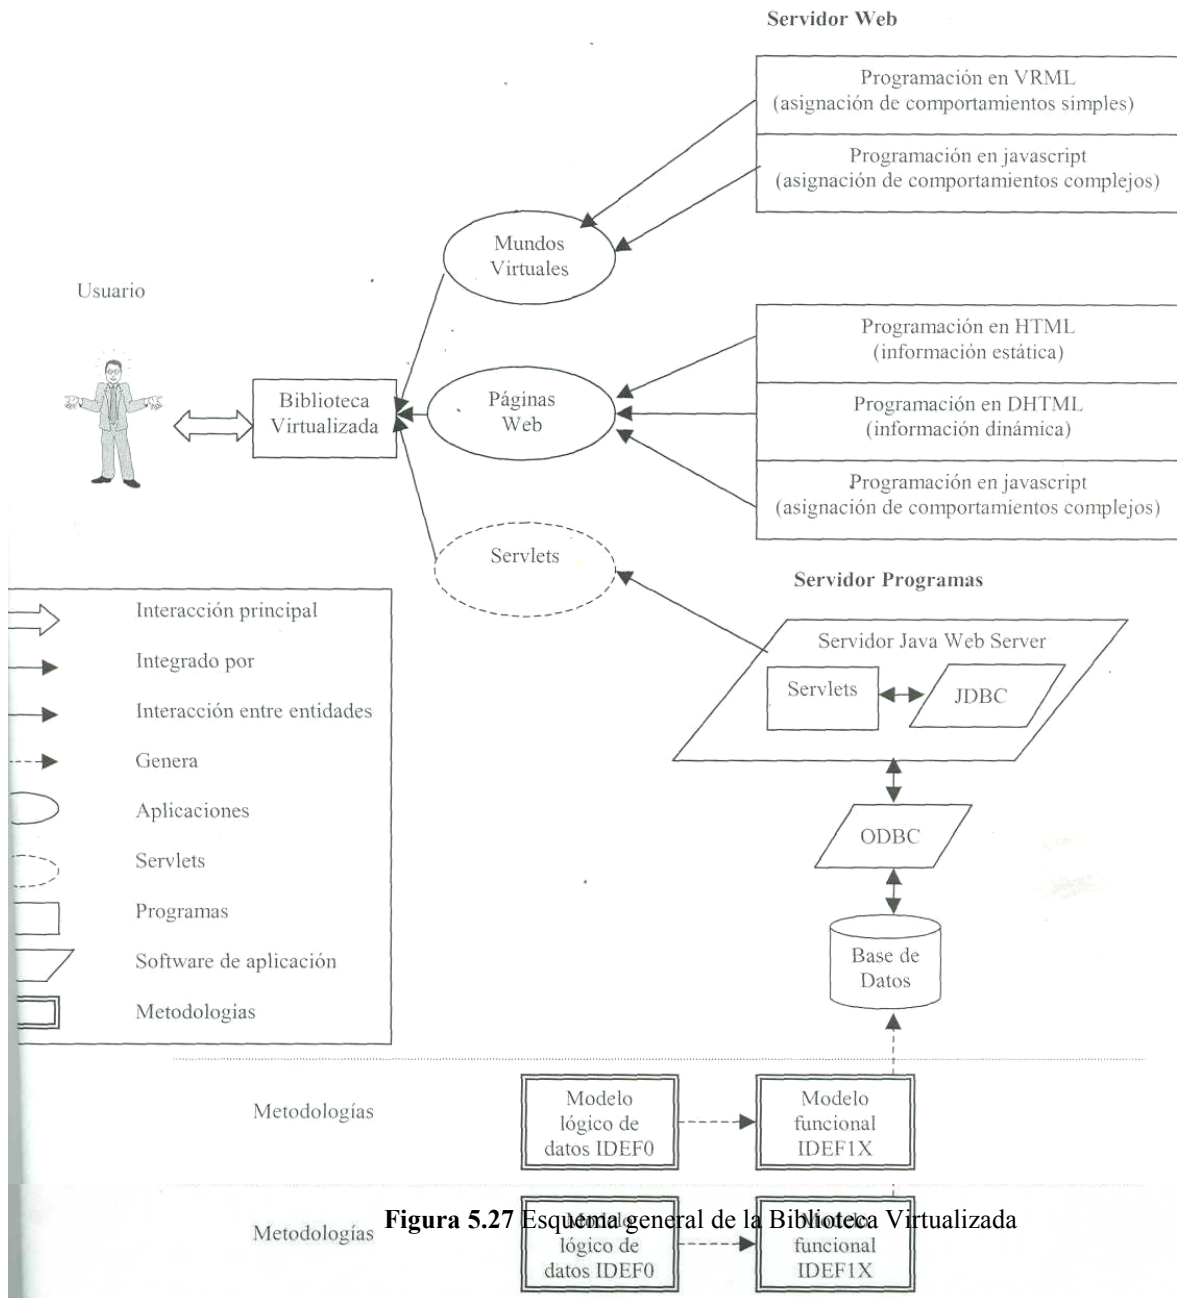 Servidor Web
Programación en VRML
(asignación de comportamientos simples)
Programación en javascript
(asignación de comportamientos complejos)
Mundos
Virtuales
Usuario
Programación en HTML
(información estática)
Biblioteca
Virtualizada
Páginas
Web
Programación en DHTML
(información dinámica)
Programación en javascript
(asignación de comportamientos complejos)
Servlets
Servidor Programas
Servidor Java Web Server
Servlets
JDBC
ODBC
Base de
Datos
Interacción principal
Integrado por
Interacción entre entidades
Genera
Aplicaciones
Servlets
Programas
Software de aplicación
Metodologías
Metodologías
Modelo
lógico de
datos IDEF0
Modelo
funcional
IDEF1X
Figura 5.27 Esquema general de la Biblioteca Virtualizada
Metodologías
Modelo
lógico de
datos IDEF0
Modelo
funcional
IDEF1X